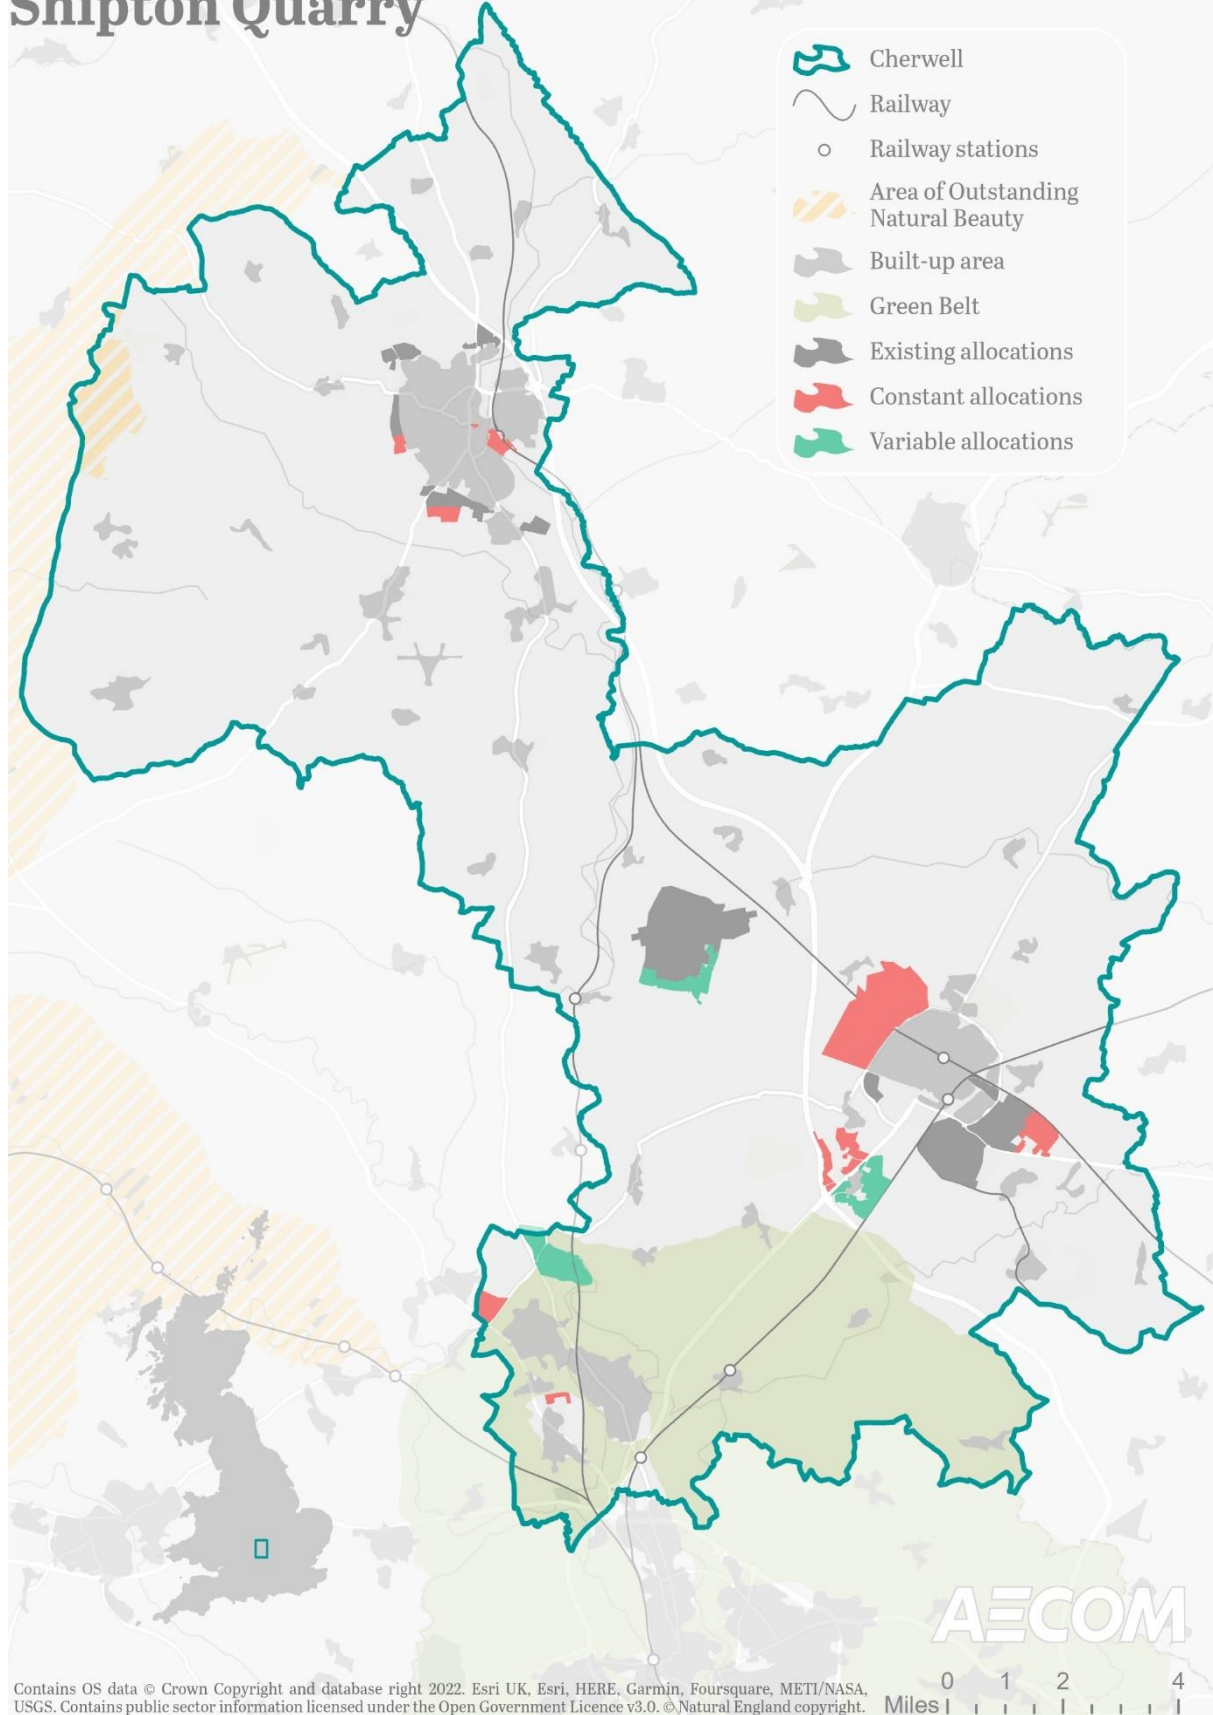 Shipton Quarry
Cherwell
Railway
Railway stations
Area of Outstanding
Natural Beauty
Built-up area
Green Belt
Existing allocations
Constant allocations
Variable allocations
AECOM
0 1 2 4
Miles
Contains OS data © Crown Copyright and database right 2022. Esri UK, Esri, HERE, Garmin, Foursquare, METI/NASA,
USGS. Contains public sector information licensed under the Open Government Licence v3.0. © Natural England copyright.